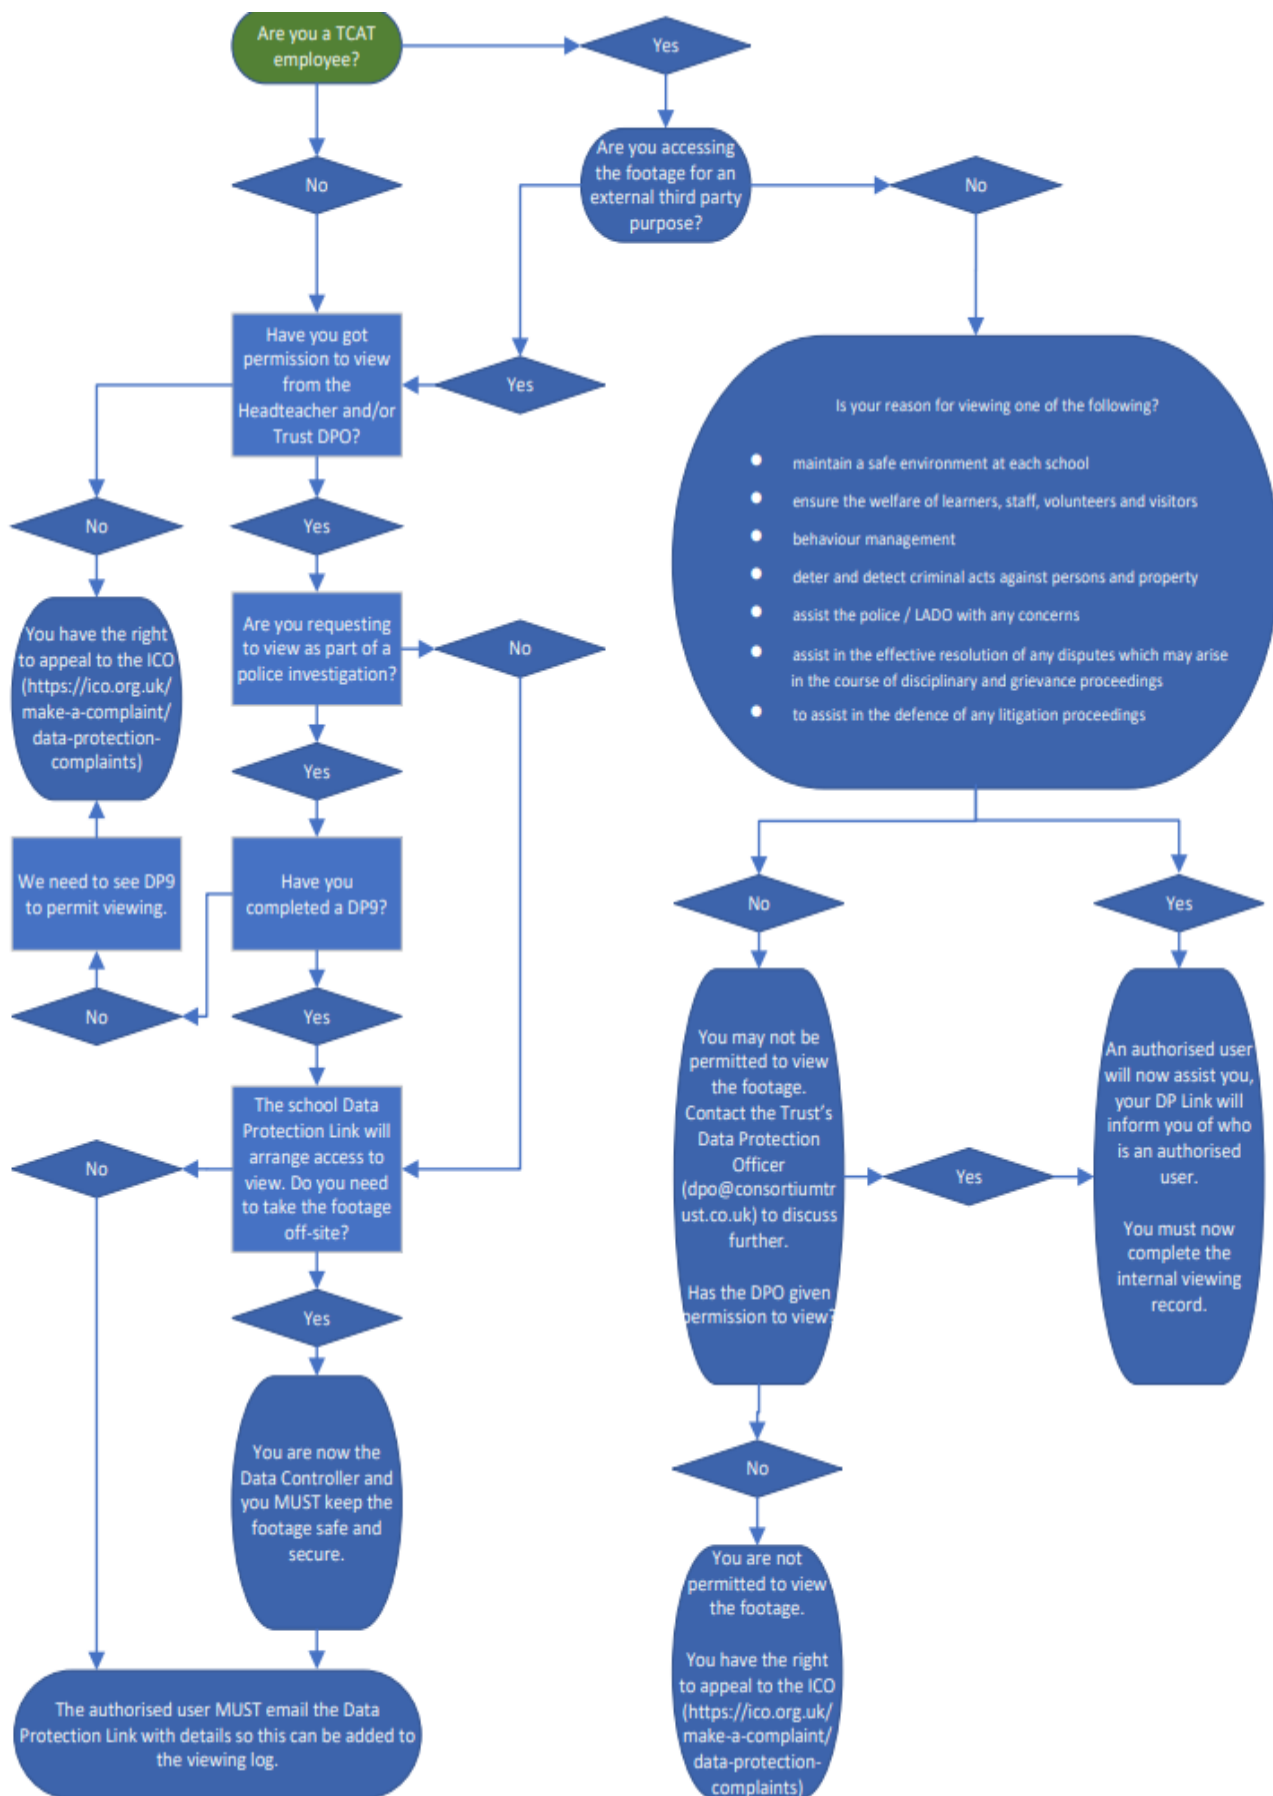 Are you a TCAT
employee?
Yes
No
Are you accessing
the footage for an
external third party
purpose?
No
Yes
Have you got
permission to view
from the
Headteacher and/or
Trust DPO?
No
Yes
You have the right
to appeal to the ICO
(https://ico.org.uk/
make-a-complaint/
data-protection-
complaints)
Are you requesting
to view as part of a
police investigation?
No
Yes
We need to see DP9
to permit viewing.
Have you
completed a DP9?
No
Yes
The school Data
Protection Link will
arrange access to
view. Do you need
to take the footage
off-site?
No
Yes
You are now the
Data Controller and
you MUST keep the
footage safe and
secure.
The authorised user MUST email the Data
Protection Link with details so this can be added to
the viewing log.
Is your reason for viewing one of the following?
● maintain a safe environment at each school
● ensure the welfare of learners, staff, volunteers and visitors
● behaviour management
● deter and detect criminal acts against persons and property
● assist the police / LADO with any concerns
● assist in the effective resolution of any disputes which may arise
in the course of disciplinary and grievance proceedings
● to assist in the defence of any litigation proceedings
No
Yes
You may not be
permitted to view
the footage.
Contact the Trust's
Data Protection
Officer
(dpo@consortiumtr
ust.co.uk) to discuss
further.
Has the DPO given
permission to view?
Yes
An authorised user
will now assist you,
your DP Link will
inform you of who
is an authorised
user.
You must now
complete the
internal viewing
record.
No
You are not
permitted to view
the footage.
You have the right
to appeal to the ICO
(https://ico.org.uk/
make-a-complaint/
data-protection-
complaints)